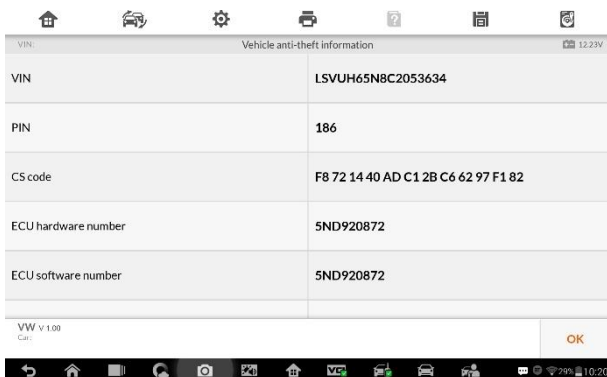 VIN:
Vehicle anti-theft information
12.23V
VIN
LSVUH65N8C2053634
PIN
186
CS code
F8 72 14 40 AD C1 2B C6 62 97 F1 82
ECU hardware number
5ND920872
ECU software number
5ND920872
VW V 1.00
Car:
OK
29% 10:20